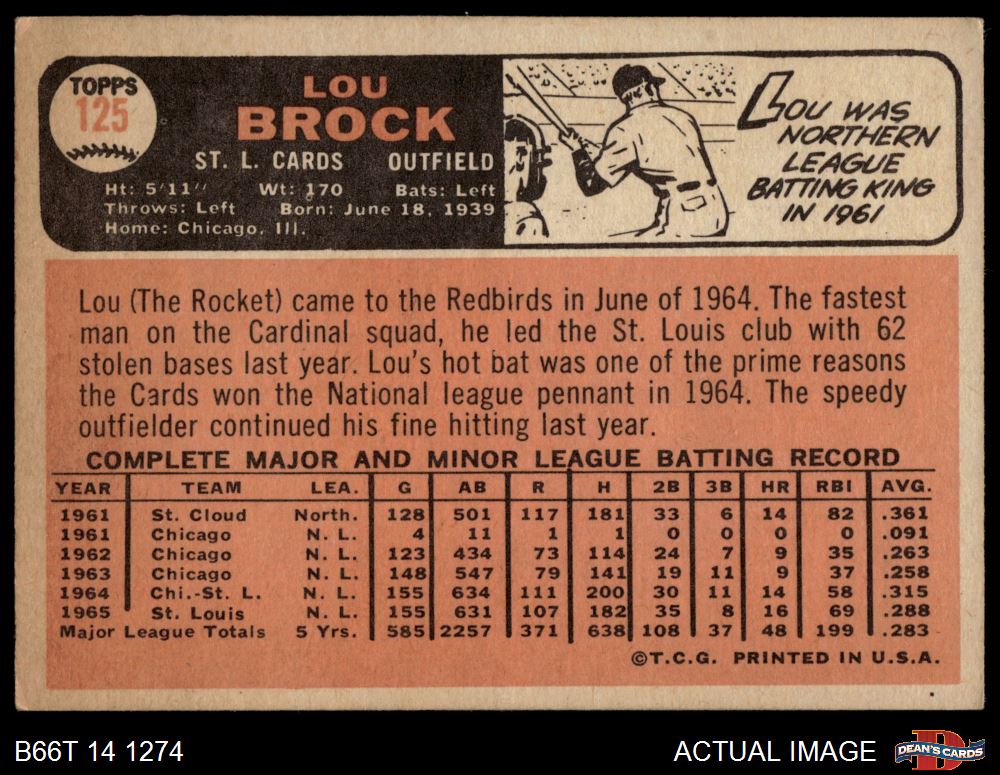 TOPPS
125
LOU
BROCK
ST. L. CARDS OUTFIELD
Ht: 5'11" Wt: 170 Bats: Left
Throws: Left Born: June 18, 1939
Home: Chicago, Ill.
LOU WAS
NORTHERN
LEAGUE
BATTING KING
IN 1961
Lou (The Rocket) came to the Redbirds in June of 1964. The fastest
man on the Cardinal squad, he led the St. Louis club with 62
stolen bases last year. Lou's hot bat was one of the prime reasons
the Cards won the National league pennant in 1964. The speedy
outfielder continued his fine hitting last year.
COMPLETE MAJOR AND MINOR LEAGUE BATTING RECORD
YEAR TEAM LEA. G AB R H 2B 3B HR RBI AVG.
1961 St. Cloud North. 128 501 117 181 33 6 14 82 .361
1961 Chicago N. L. 4 11 1 1 0 0 0 0 .091
1962 Chicago N. L. 123 434 73 114 24 7 9 35 .263
1963 Chicago N. L. 148 547 79 141 19 11 9 37 .258
1964 Chi.-St. L. N. L. 155 634 111 200 30 11 14 58 .315
1965 St. Louis N. L. 155 631 107 182 35 8 16 69 .288
Major League Totals 5 Yrs. 585 2257 371 638 108 37 48 199 .283
©T.C.G. PRINTED IN U.S.A.
B66T 14 1274
ACTUAL IMAGE
DEAN'S CARDS